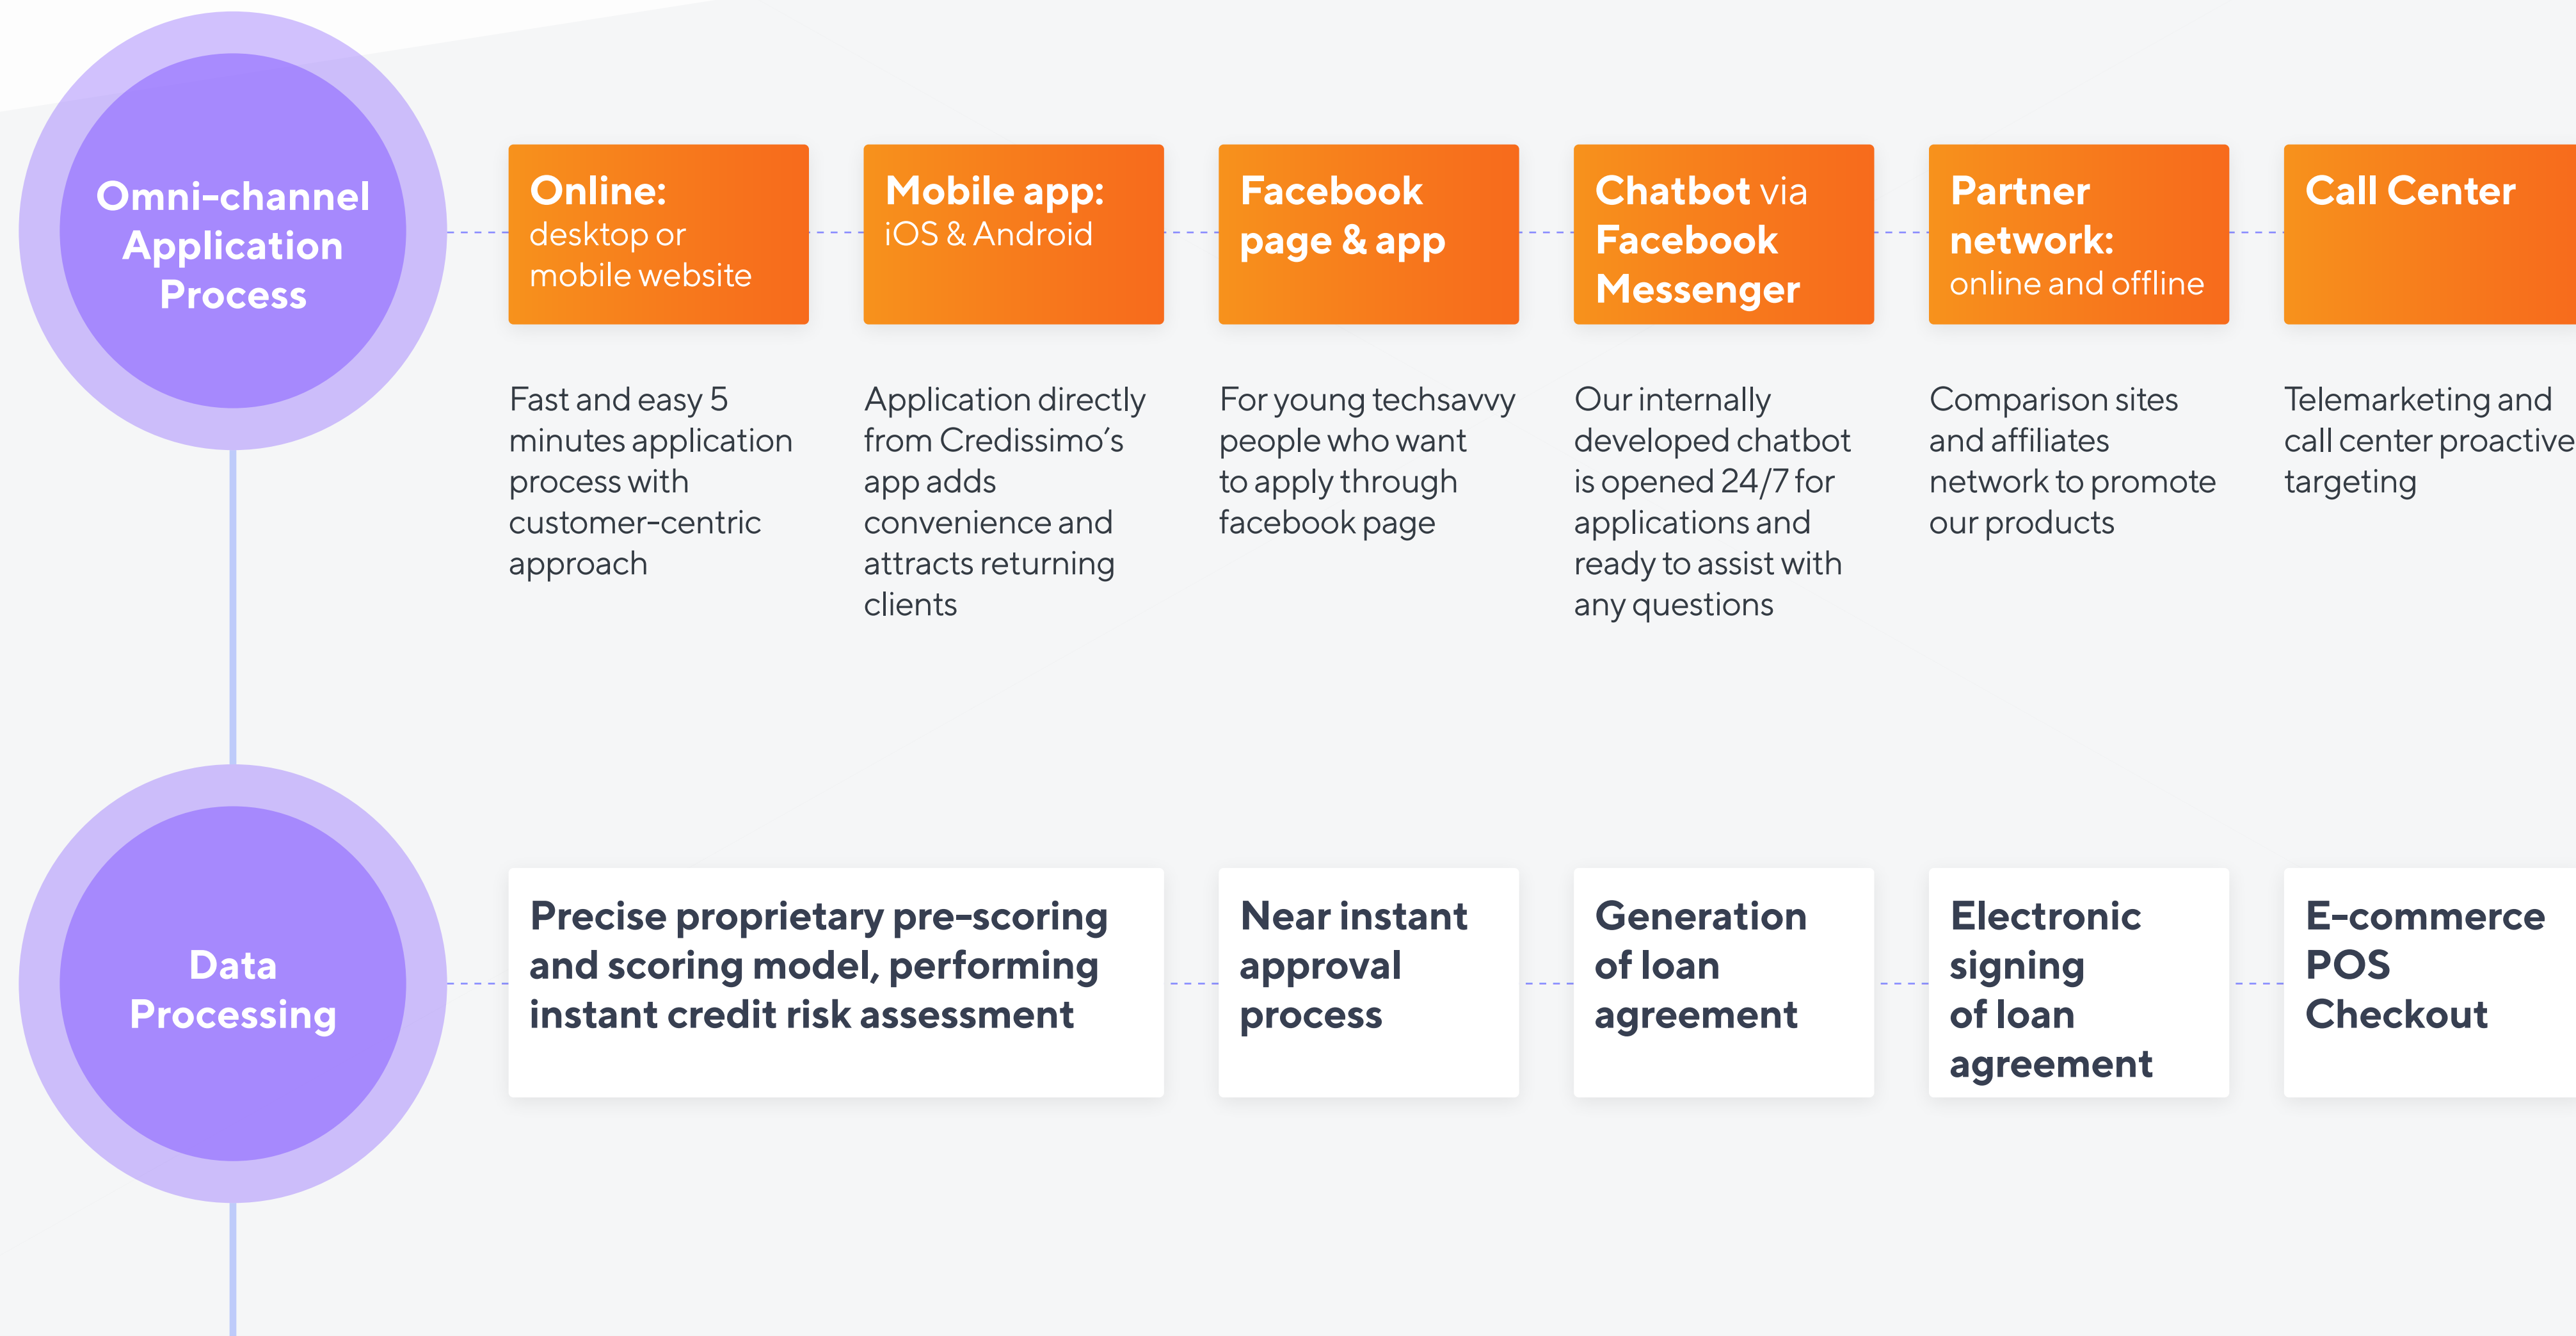 Omni-channel
Application
Process
Online:
desktop or
mobile website
Fast and easy 5
minutes application
process with
customer-centric
approach
Mobile app:
iOS & Android
Application directly
from Credissimo’s
app adds
convenience and
attracts returning
clients
Facebook
page & app
For young techsavvy
people who want
to apply through
facebook page
Chatbot via
Facebook
Messenger
Our internally
developed chatbot
is opened 24/7 for
applications and
ready to assist with
any questions
Partner
network:
online and offline
Comparison sites
and affiliates
network to promote
our products
Call Center
Telemarketing and
call center proactive
targeting
Data
Processing
Precise proprietary pre-scoring
and scoring model, performing
instant credit risk assessment
Near instant
approval
process
Generation
of loan
agreement
Electronic
signing
of loan
agreement
E-commerce
POS
Checkout